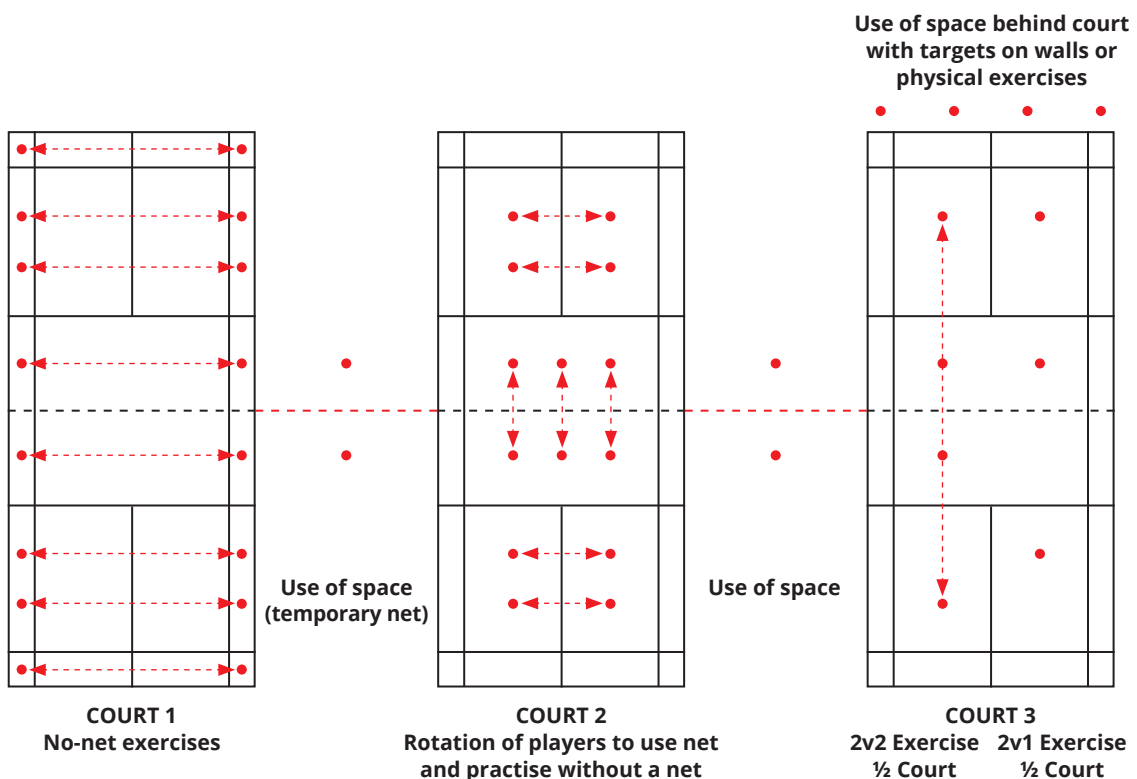 Use of space behind court
with targets on walls or
physical exercises
Use of space
(temporary net)
Use of space
COURT 1
No-net exercises
COURT 2
Rotation of players to use net
and practise without a net
COURT 3
2v2 Exercise
½ Court
2v1 Exercise
½ Court